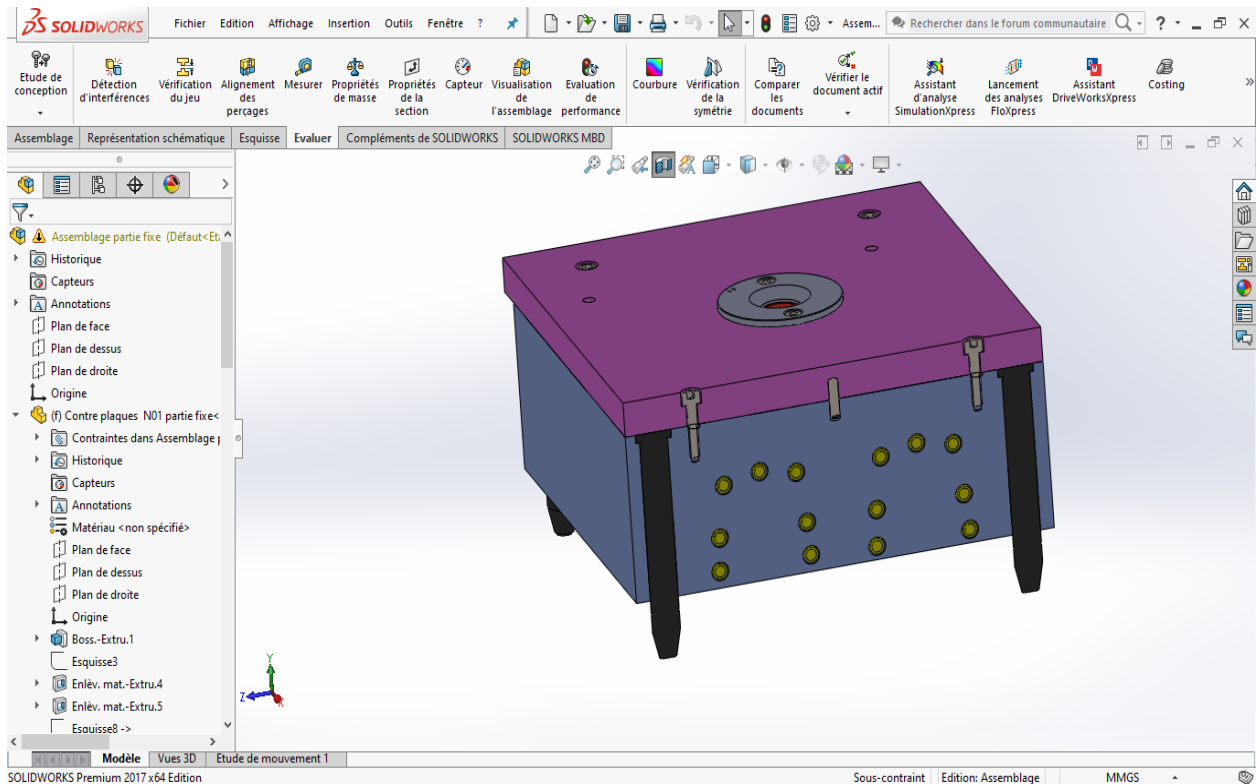 SOLIDWORKS
Fichier Edition Affichage Insertion Outils Fenêtre ? Assem... Rechercher dans le forum communautaire ?
Etude de conception
Détection d'interférences
Vérification du jeu
Alignement des perçages
Mesurer
Propriétés de masse
Propriétés de la section
Capteur
Visualisation de l'assemblage
Evaluation de performance
Courbure
Vérification de la symétrie
Comparer les documents
Vérifier le document actif
Assistant d'analyse SimulationXpress
Lancement des analyses FloXpress
Assistant DriveWorksXpress
Costing
Assemblage Représentation schématique Esquisse Evaluer Compléments de SOLIDWORKS SOLIDWORKS MBD
Assemblage partie fixe (Défaut<Et
Historique
Capteurs
Annotations
Plan de face
Plan de dessus
Plan de droite
Origine
(f) Contre plaques N01 partie fixe<
Contraintes dans Assemblage
Historique
Capteurs
Annotations
Matériau <non spécifié>
Plan de face
Plan de dessus
Plan de droite
Origine
Boss.-Extru.1
Esquisse3
Enlèv. mat.-Extru.4
Enlèv. mat.-Extru.5
Esquisse8 ->
Y
Z
Modèle Vues 3D Etude de mouvement 1
SOLIDWORKS Premium 2017 x64 Edition Sous-contraint Edition: Assemblage MMGS